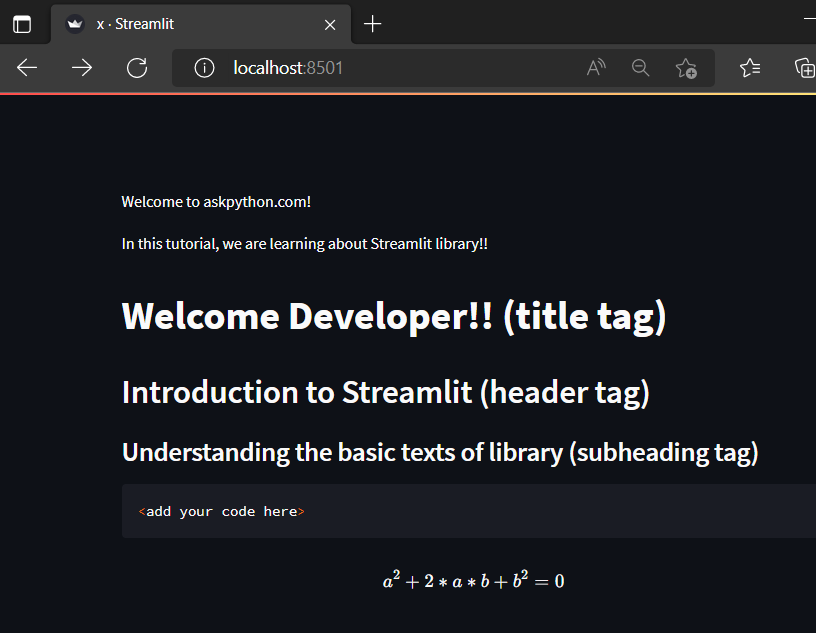 x · Streamlit
localhost:8501
Welcome to askpython.com!
In this tutorial, we are learning about Streamlit library!!
Welcome Developer!! (title tag)
Introduction to Streamlit (header tag)
Understanding the basic texts of library (subheading tag)
<add your code here>
a² + 2 ∗ a ∗ b + b² = 0